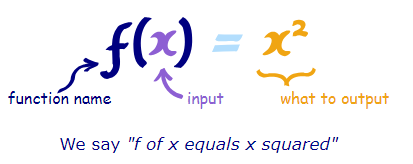 f(x) = x²
function name input what to output
We say "f of x equals x squared"